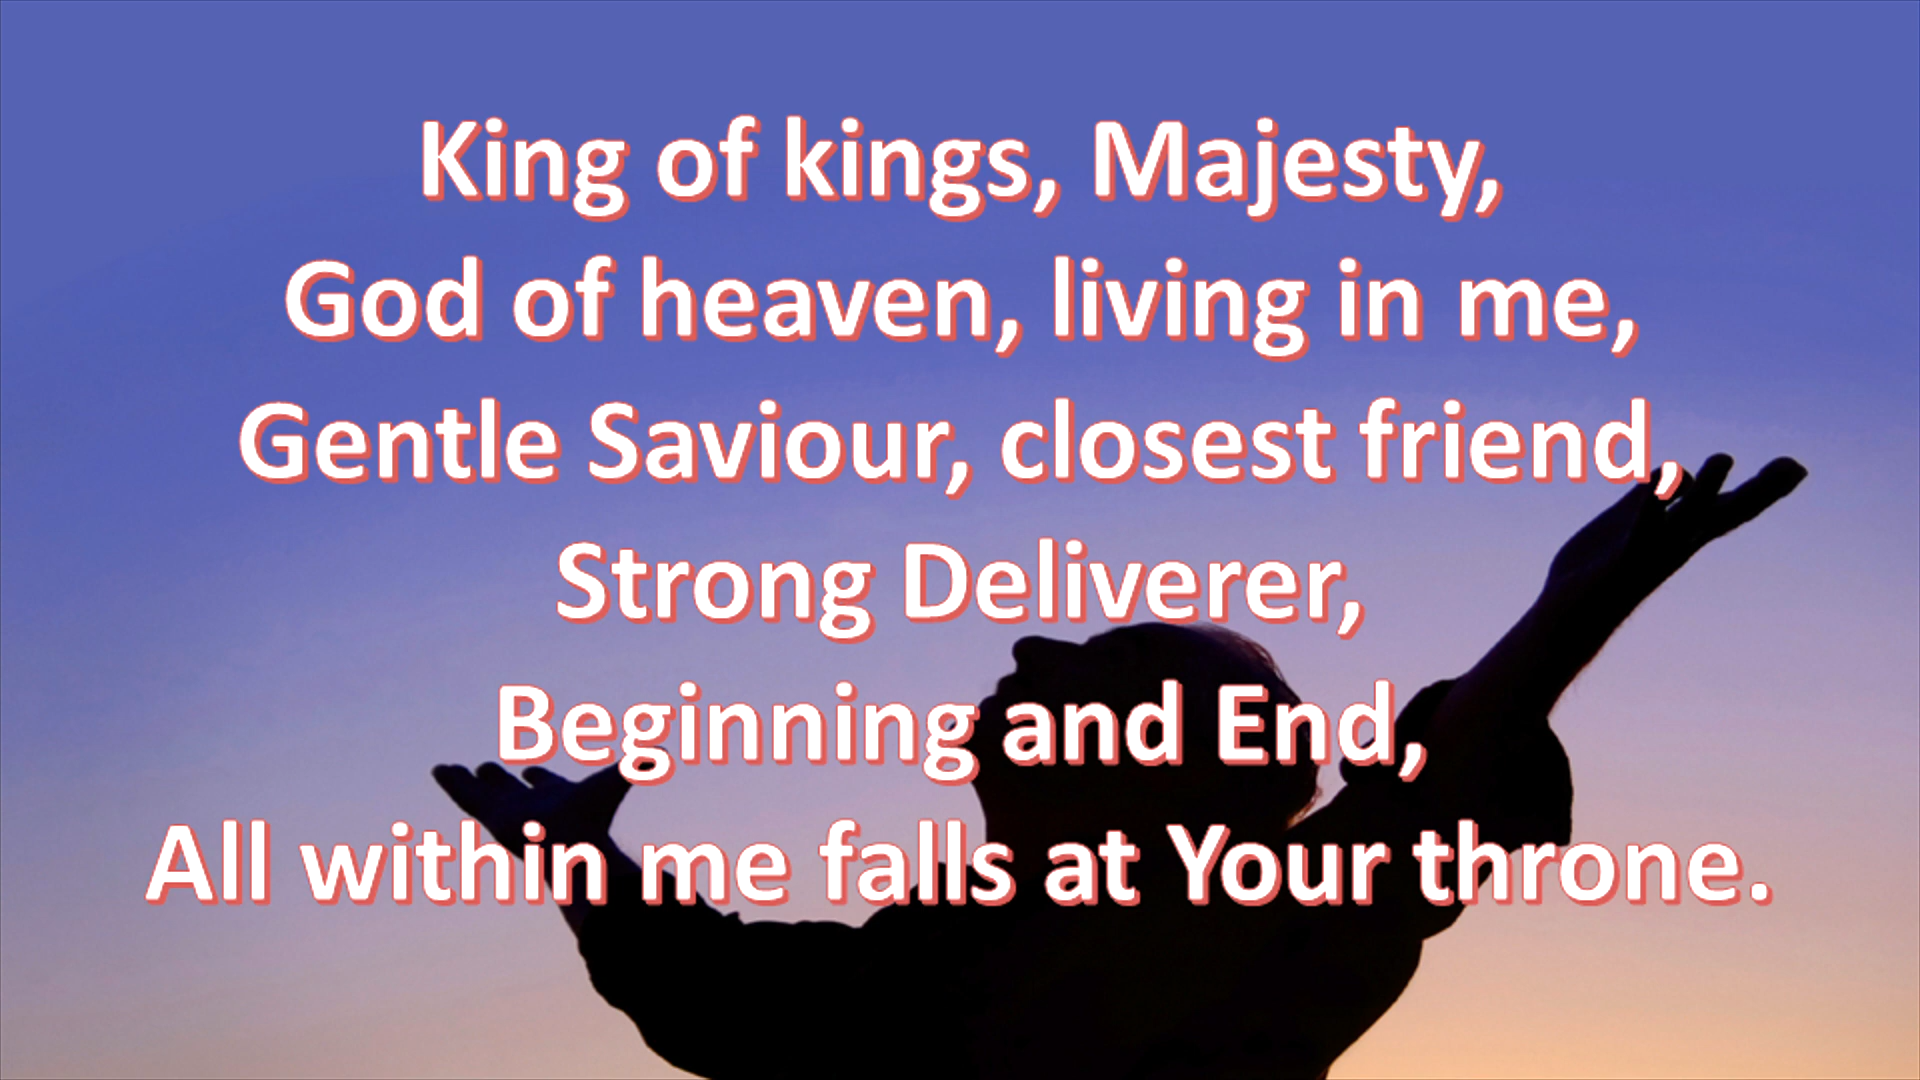 King of kings, Majesty,
God of heaven, living in me,
Gentle Saviour, closest friend,
Strong Deliverer,
Beginning and End,
All within me falls at Your throne.